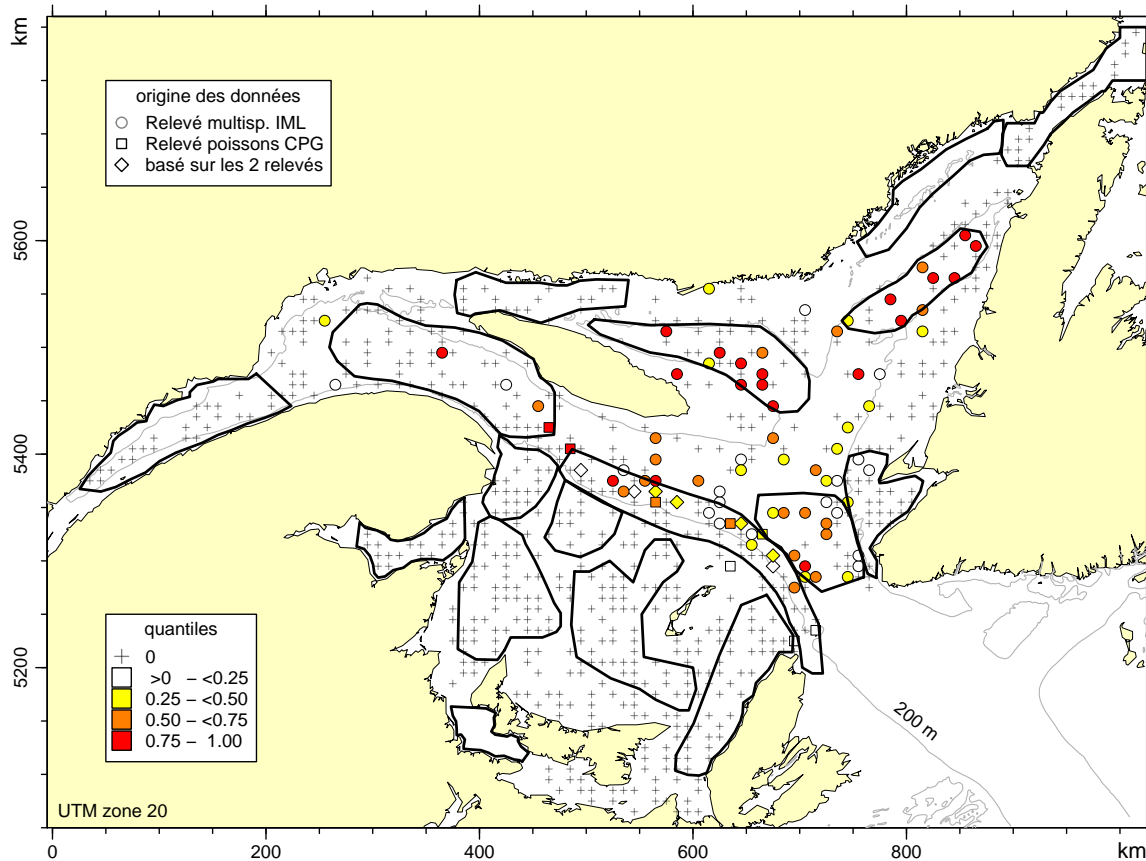 km
5600
5400
5200
origine des données
Relevé multisp. IML
Relevé poissons CPG
basé sur les 2 relevés
quantiles
0
>0 – <0.25
0.25 – <0.50
0.50 – <0.75
0.75 – 1.00
200 m
UTM zone 20
0 200 400 600 800 km